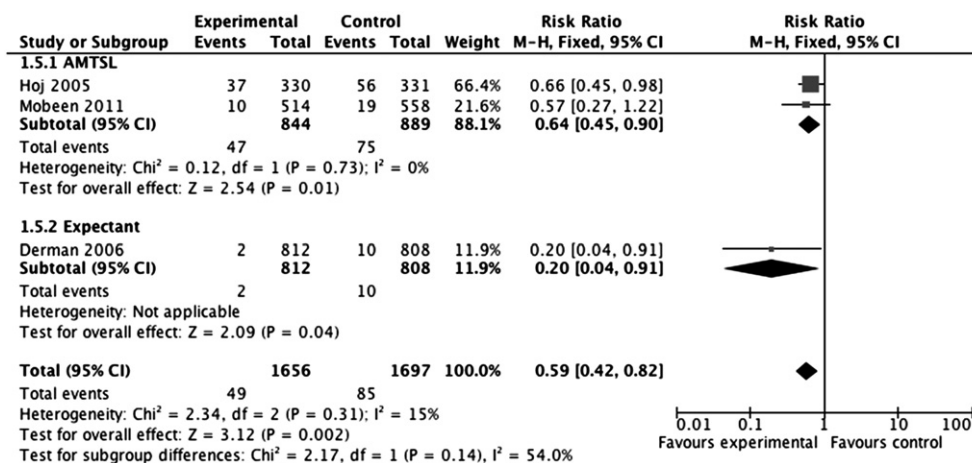 Experimental Control Risk Ratio Risk Ratio
Study or Subgroup Events Total Events Total Weight M-H, Fixed, 95% CI M-H, Fixed, 95% CI
1.5.1 AMTSL
Hoj 2005 37 330 56 331 66.4% 0.66 [0.45, 0.98]
Mobeen 2011 10 514 19 558 21.6% 0.57 [0.27, 1.22]
Subtotal (95% CI) 844 889 88.1% 0.64 [0.45, 0.90]
Total events 47 75
Heterogeneity: Chi² = 0.12, df = 1 (P = 0.73); I² = 0%
Test for overall effect: Z = 2.54 (P = 0.01)
1.5.2 Expectant
Derman 2006 2 812 10 808 11.9% 0.20 [0.04, 0.91]
Subtotal (95% CI) 812 808 11.9% 0.20 [0.04, 0.91]
Total events 2 10
Heterogeneity: Not applicable
Test for overall effect: Z = 2.09 (P = 0.04)
Total (95% CI) 1656 1697 100.0% 0.59 [0.42, 0.82]
Total events 49 85
Heterogeneity: Chi² = 2.34, df = 2 (P = 0.31); I² = 15%
Test for overall effect: Z = 3.12 (P = 0.002)
Test for subgroup differences: Chi² = 2.17, df = 1 (P = 0.14), I² = 54.0%
0.01 0.1 1 10 100
Favours experimental Favours control